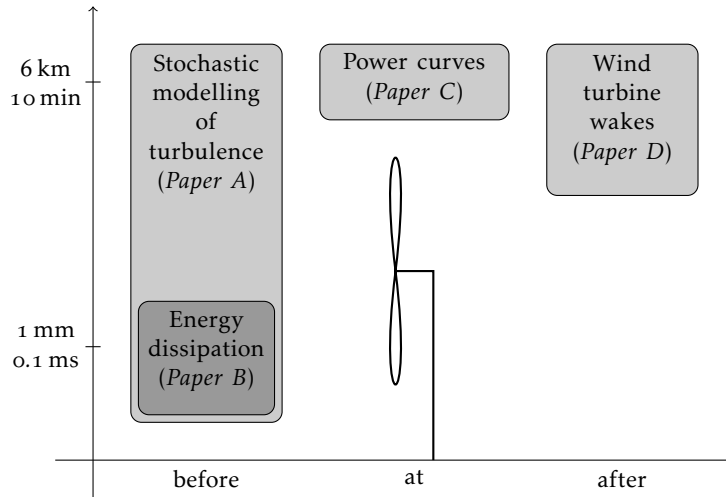 6 km
10 min
1 mm
0.1 ms
Stochastic
modelling
of
turbulence
(Paper A)
Energy
dissipation
(Paper B)
Power curves
(Paper C)
Wind
turbine
wakes
(Paper D)
before
at
after